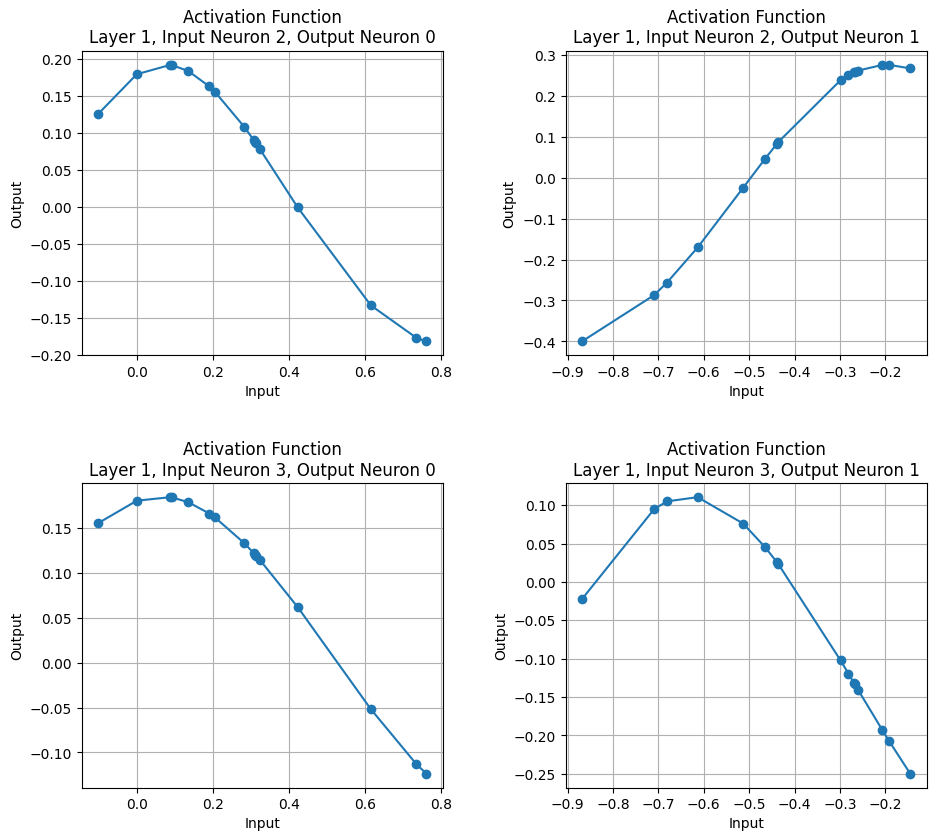 Activation Function
Layer 1, Input Neuron 2, Output Neuron 0
0.20
0.15
0.10
0.05
0.00
−0.05
−0.10
−0.15
−0.20
Output
0.0 0.2 0.4 0.6 0.8
Input
Activation Function
Layer 1, Input Neuron 2, Output Neuron 1
0.3
0.2
0.1
0.0
−0.1
−0.2
−0.3
−0.4
Output
−0.9 −0.8 −0.7 −0.6 −0.5 −0.4 −0.3 −0.2
Input
Activation Function
Layer 1, Input Neuron 3, Output Neuron 0
0.15
0.10
0.05
0.00
−0.05
−0.10
Output
0.0 0.2 0.4 0.6 0.8
Input
Activation Function
Layer 1, Input Neuron 3, Output Neuron 1
0.10
0.05
0.00
−0.05
−0.10
−0.15
−0.20
−0.25
Output
−0.9 −0.8 −0.7 −0.6 −0.5 −0.4 −0.3 −0.2
Input